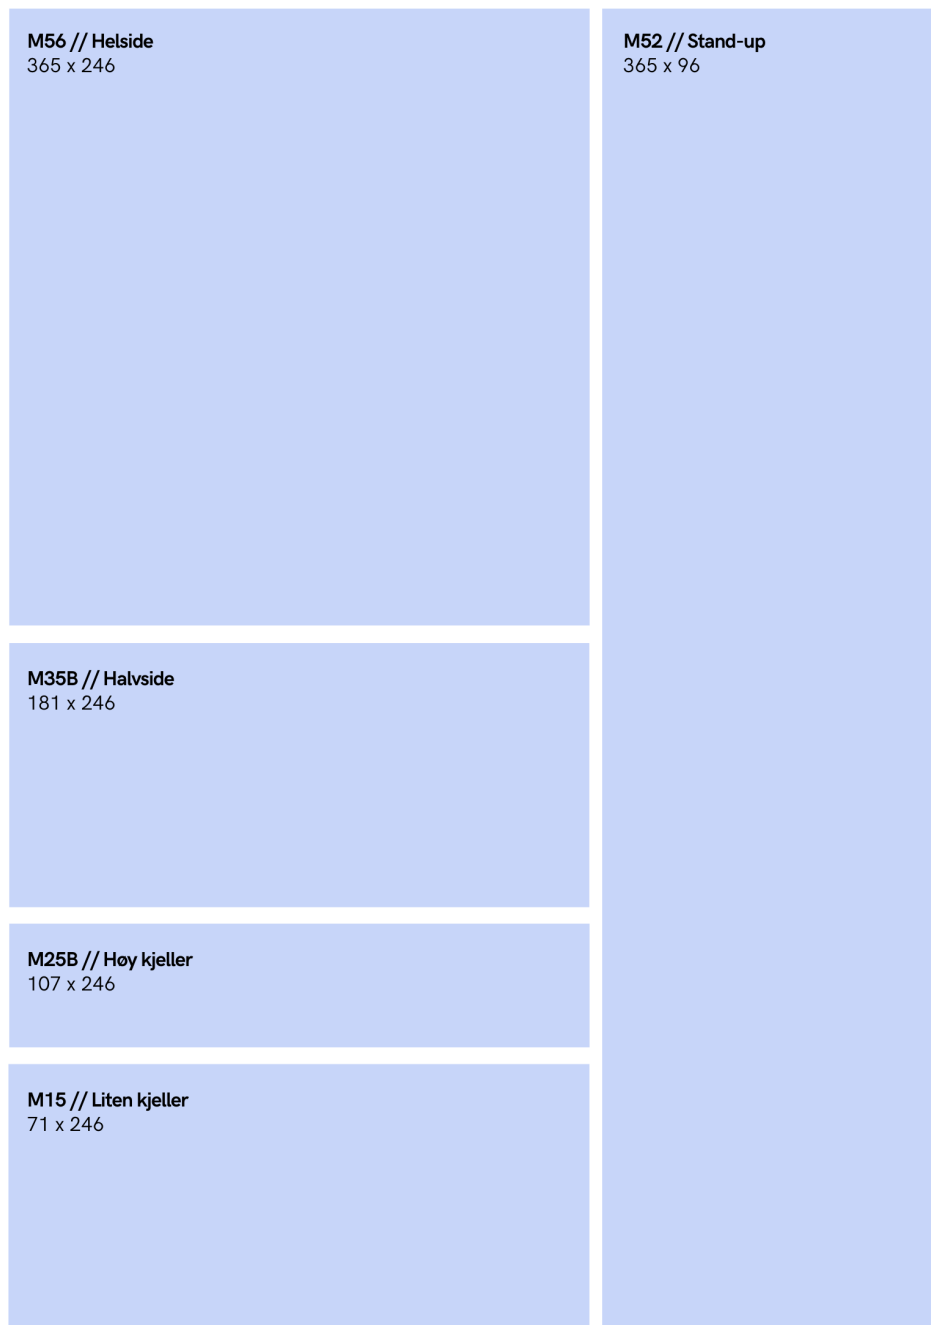 M56 // Helside
365 x 246
M52 // Stand-up
365 x 96
M35B // Halvside
181 x 246
M25B // Høy kjeller
107 x 246
M15 // Liten kjeller
71 x 246